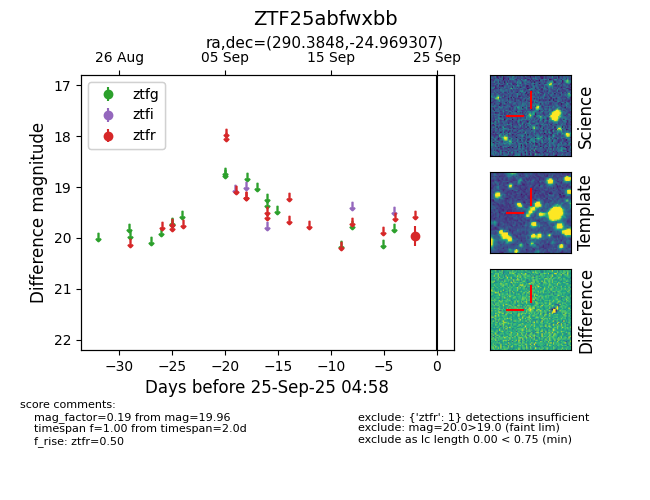 ZTF25abfwxbb
ra,dec=(290.3848,-24.969307)
26 Aug 05 Sep 15 Sep 25 Sep
ztfg
ztfi
ztfr
17
18
19
20
21
22
Difference magnitude
−30 −25 −20 −15 −10 −5 0
Days before 25-Sep-25 04:58
Science
Template
Difference
score comments:
mag_factor=0.19 from mag=19.96
timespan f=1.00 from timespan=2.0d
f_rise: ztfr=0.50
exclude: {'ztfr': 1} detections insufficient
exclude: mag=20.0>19.0 (faint lim)
exclude as lc length 0.00 < 0.75 (min)